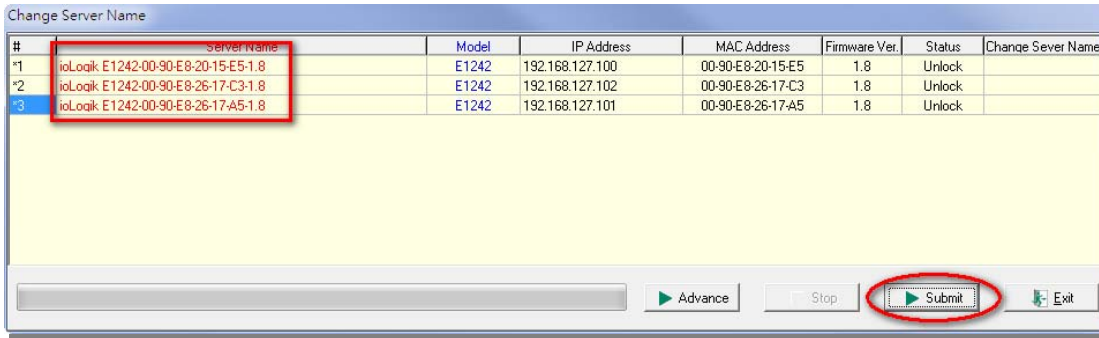 Change Server Name
# Server Name Model IP Address MAC Address Firmware Ver. Status Change Sever Name
*1 ioLogik E1242-00-90-E8-20-15-E5-1.8 E1242 192.168.127.100 00-90-E8-20-15-E5 1.8 Unlock
*2 ioLogik E1242-00-90-E8-26-17-C3-1.8 E1242 192.168.127.102 00-90-E8-26-17-C3 1.8 Unlock
*3 ioLogik E1242-00-90-E8-26-17-A5-1.8 E1242 192.168.127.101 00-90-E8-26-17-A5 1.8 Unlock
Advance Stop Submit Exit